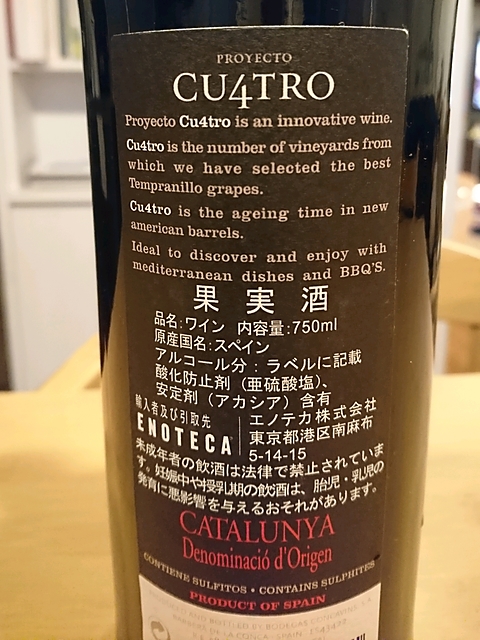 PROYECTO
CU4TRO
Proyecto Cu4tro is an innovative wine.
Cu4tro is the number of vineyards from
which we have selected the best
Tempranillo grapes.
Cu4tro is the ageing time in new
american barrels.
Ideal to discover and enjoy with
mediterranean dishes and BBQ'S.
果実酒
品名:ワイン 内容量:750ml
原産国名:スペイン
アルコール分:ラベルに記載
酸化防止剤(亜硫酸塩)、
安定剤(アカシア)含有
輸入者及び引取先
ENOTECA
エノテカ株式会社
東京都港区南麻布
5-14-15
未成年者の飲酒は法律で禁止されていま
す。妊娠中や授乳期の飲酒は、胎児・乳児の
発育に悪影響を与えるおそれがあります。
CATALUNYA
Denominació d'Origen
CONTIENE SULFITOS • CONTAINS SULPHITES
PRODUCT OF SPAIN
AND BOTTLED BY BODEGAS